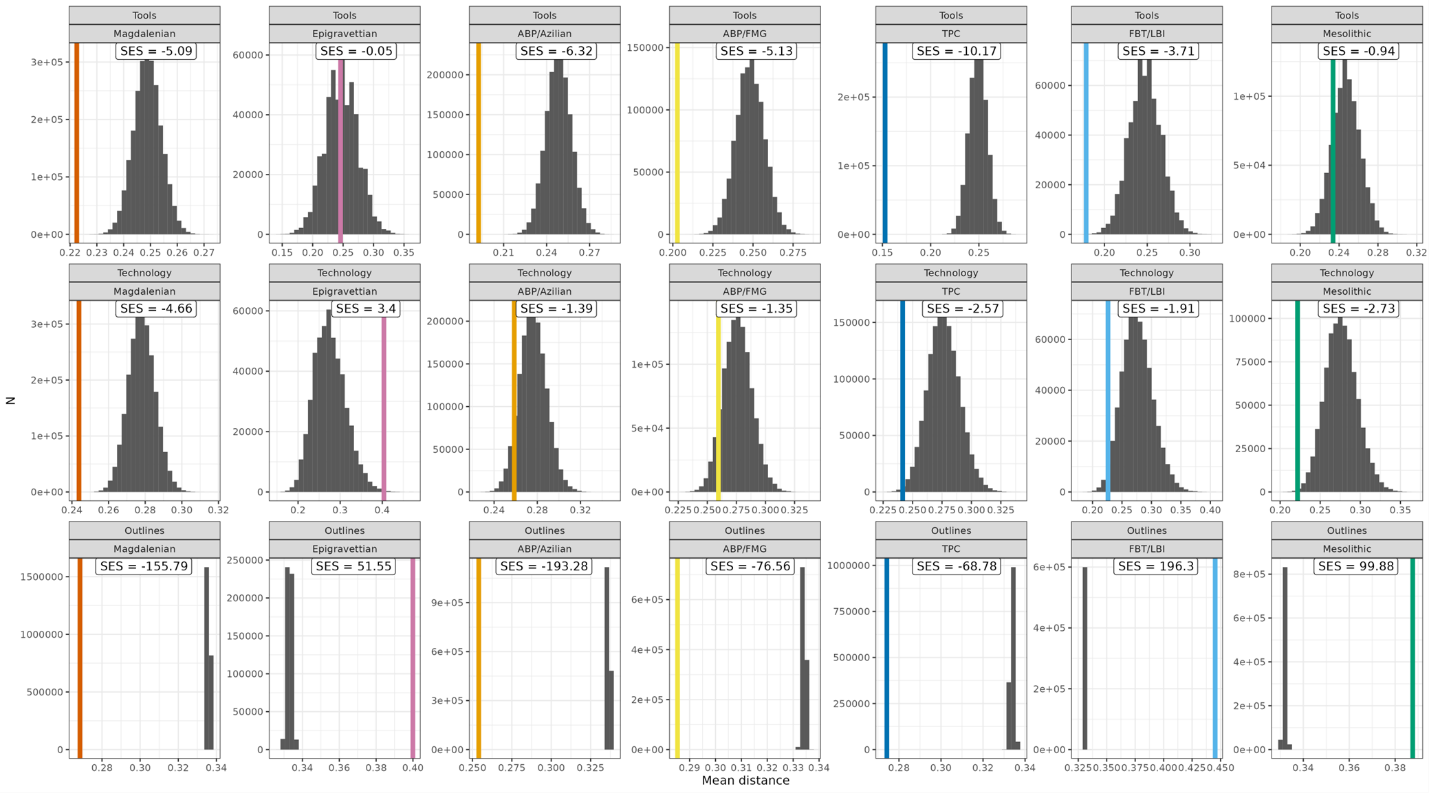 Tools Tools Tools Tools Tools Tools Tools
Magdalenian Epigravettian ABP/Azilian ABP/FMG TPC FBT/LBI Mesolithic
SES = -5.09 SES = -0.05 SES = -6.32 SES = -5.13 SES = -10.17 SES = -3.71 SES = -0.94
3e+05 60000 200000 150000 2e+05 60000 1e+05
2e+05 40000 150000 100000 1e+05 40000 5e+04
1e+05 20000 100000 50000 0e+00 20000 0e+00
0e+00 0 50000 0 0
0
0.22 0.23 0.24 0.25 0.26 0.27 0.15 0.20 0.25 0.30 0.35 0.21 0.24 0.27 0.200 0.225 0.250 0.275 0.15 0.20 0.25 0.20 0.25 0.30 0.20 0.24 0.28 0.32
Technology Technology Technology Technology Technology Technology Technology
Magdalenian Epigravettian ABP/Azilian ABP/FMG TPC FBT/LBI Mesolithic
SES = -4.66 SES = 3.4 SES = -1.39 SES = -1.35 SES = -2.57 SES = -1.91 SES = -2.73
3e+05 60000 200000 1e+05 150000 60000 100000
2e+05 40000 150000 5e+04 100000 40000 75000
1e+05 20000 100000 0e+00 50000 20000 50000
0e+00 0 50000 0 0 25000
0 0
N
0.24 0.26 0.28 0.30 0.32 0.2 0.3 0.4 0.24 0.28 0.32 0.225 0.250 0.275 0.300 0.325 0.225 0.250 0.275 0.300 0.325 0.20 0.25 0.30 0.35 0.40 0.20 0.25 0.30 0.35
Outlines Outlines Outlines Outlines Outlines Outlines Outlines
Magdalenian Epigravettian ABP/Azilian ABP/FMG TPC FBT/LBI Mesolithic
SES = -155.79 SES = 51.55 SES = -193.28 SES = -76.56 SES = -68.78 SES = 196.3 SES = 99.88
1500000 250000 9e+05 6e+05 1000000 6e+05 8e+05
1000000 200000 6e+05 4e+05 750000 4e+05 6e+05
500000 150000 3e+05 2e+05 500000 2e+05 4e+05
0 100000 0e+00 0e+00 250000 0e+00 2e+05
50000 0 0e+00
0
0.28 0.30 0.32 0.34 0.34 0.36 0.38 0.40 0.250 0.275 0.300 0.325 0.29 0.30 0.31 0.32 0.33 0.34 0.28 0.30 0.32 0.34 0.325 0.350 0.375 0.400 0.425 0.450 0.34 0.36 0.38
Mean distance